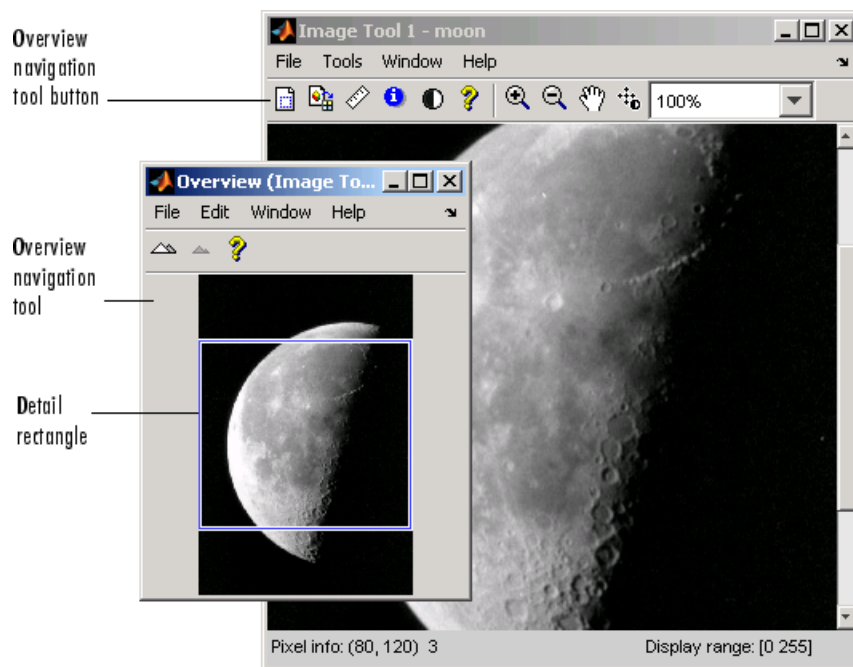 Overview
navigation
tool button
Image Tool 1 - moon
File Tools Window Help
100%
Overview (Image To...
File Edit Window Help
Overview
navigation
tool
Detail
rectangle
Pixel info: (80, 120) 3
Display range: [0 255]